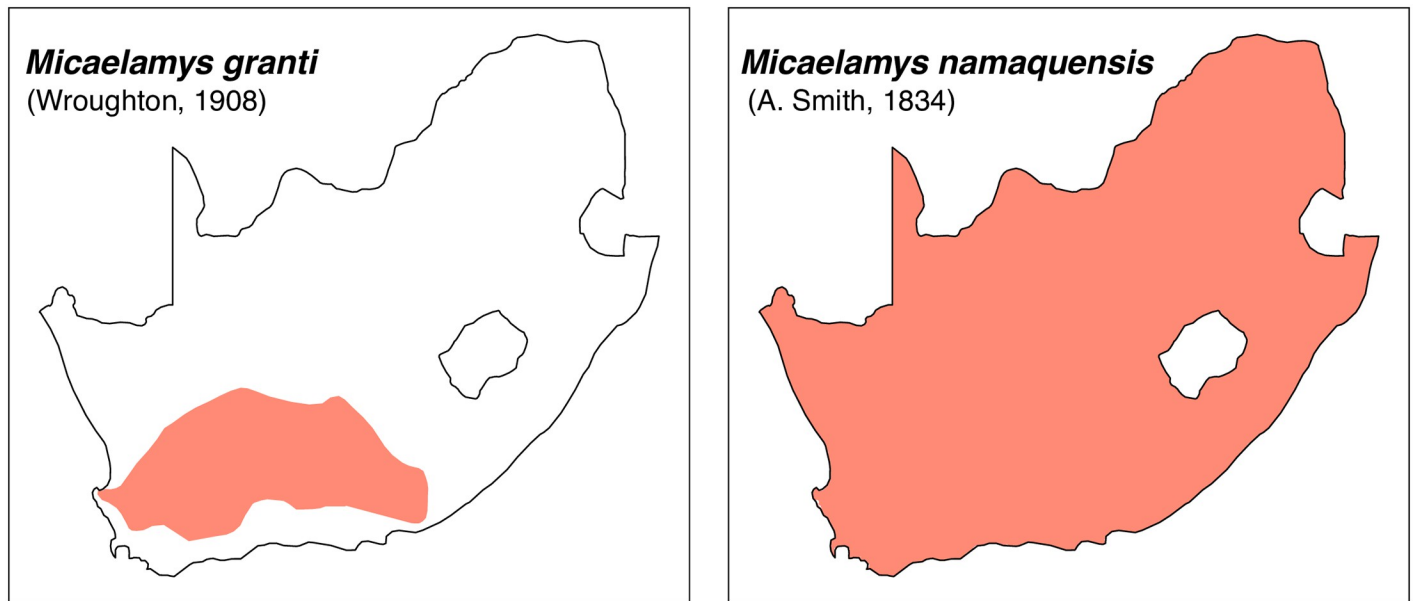 Micaelamys granti
(Wroughton, 1908)
Micaelamys namaquensis
(A. Smith, 1834)